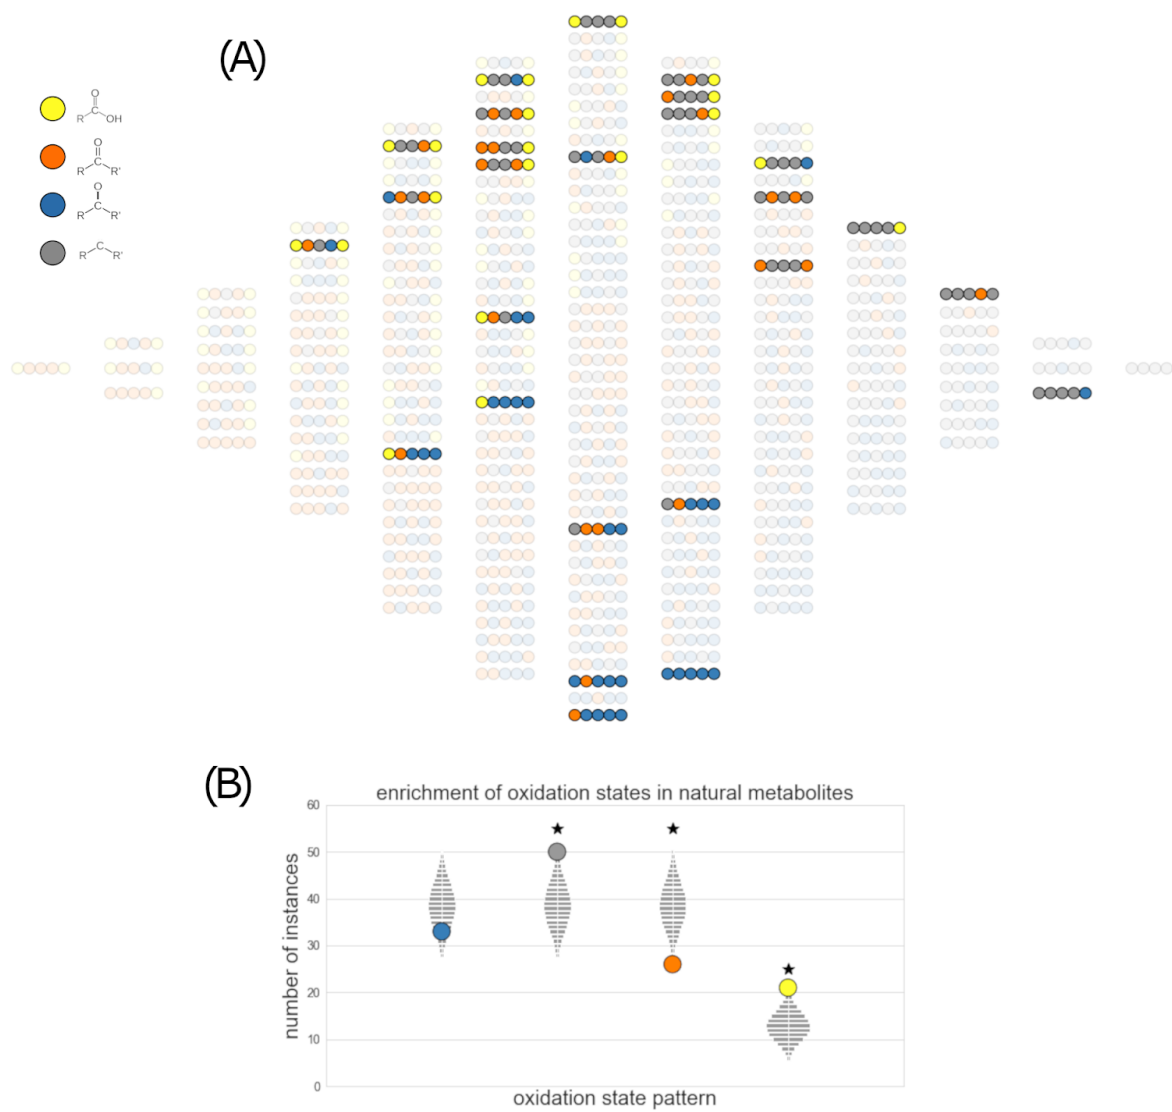 (A)
O
R C OH
O
R C R'
O
R C R'
R C R'
(B)
enrichment of oxidation states in natural metabolites
60
50
40
30
20
10
0
number of instances
oxidation state pattern